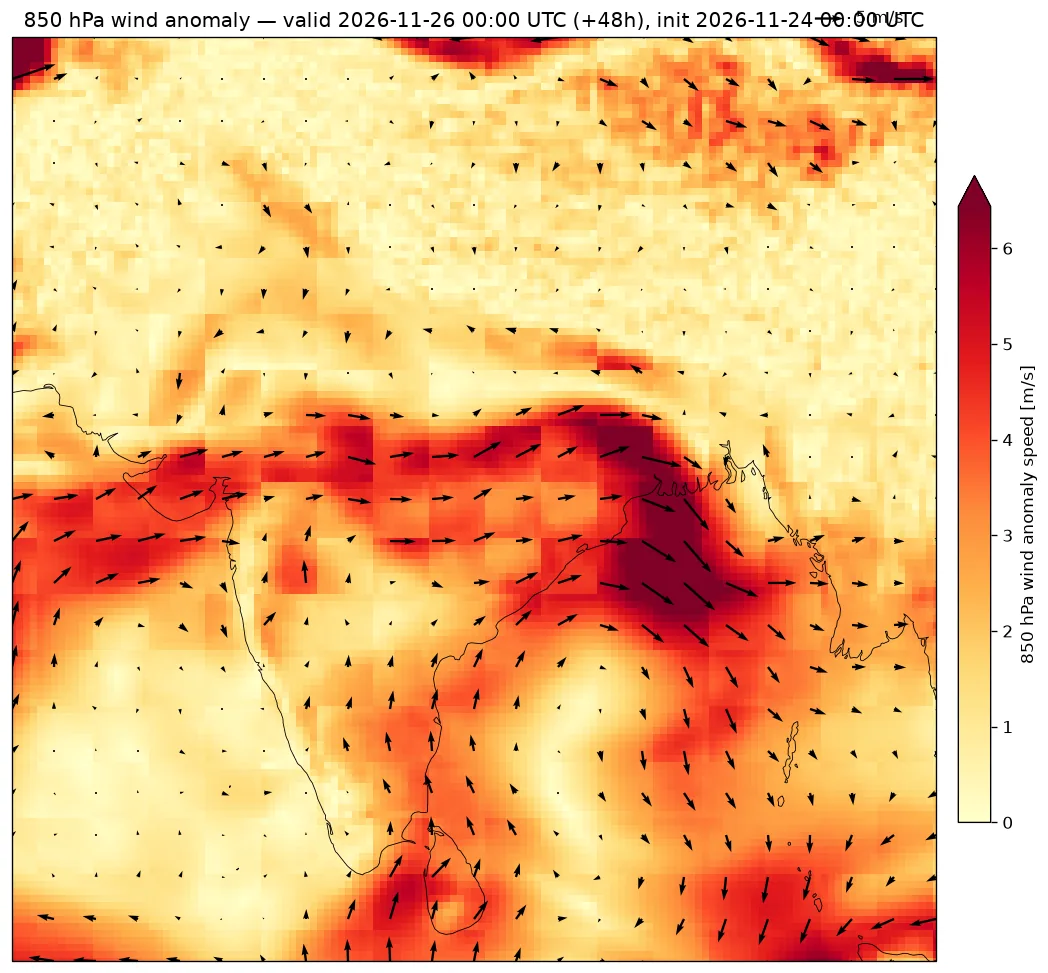 850 hPa wind anomaly — valid 2026-11-26 00:00 UTC (+48h), init 2026-11-24 00:00 UTC
5 m/s
6
5
4
3
2
1
0
850 hPa wind anomaly speed [m/s]